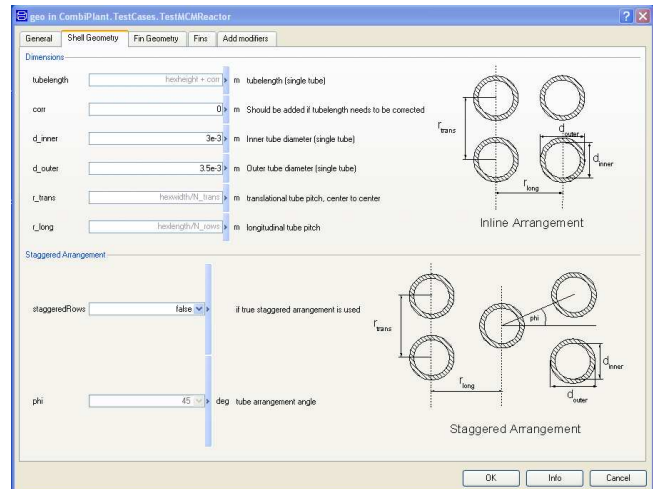 geo in CombiPlant.TestCases.TestMCMReactor
General Shell Geometry Fin Geometry Fins Add modifiers
Dimensions
tubelength hexheight + corr m tubelength (single tube)
corr 0 m Should be added if tubelength needs to be corrected
d_inner 3e-3 m Inner tube diameter (single tube)
d_outer 3.5e-3 m Outer tube diameter (single tube)
r_trans hexwidth/N_trans m translational tube pitch, center to center
r_long hexlength/N_rows m longitudinal tube pitch
r trans
d outer
d inner
r long
Inline Arrangement
Staggered Arrangement
staggeredRows false if true staggered arrangement is used
phi 45 deg tube arrangement angle
r trans
phi
r long
d inner
d outer
Staggered Arrangement
OK Info Cancel